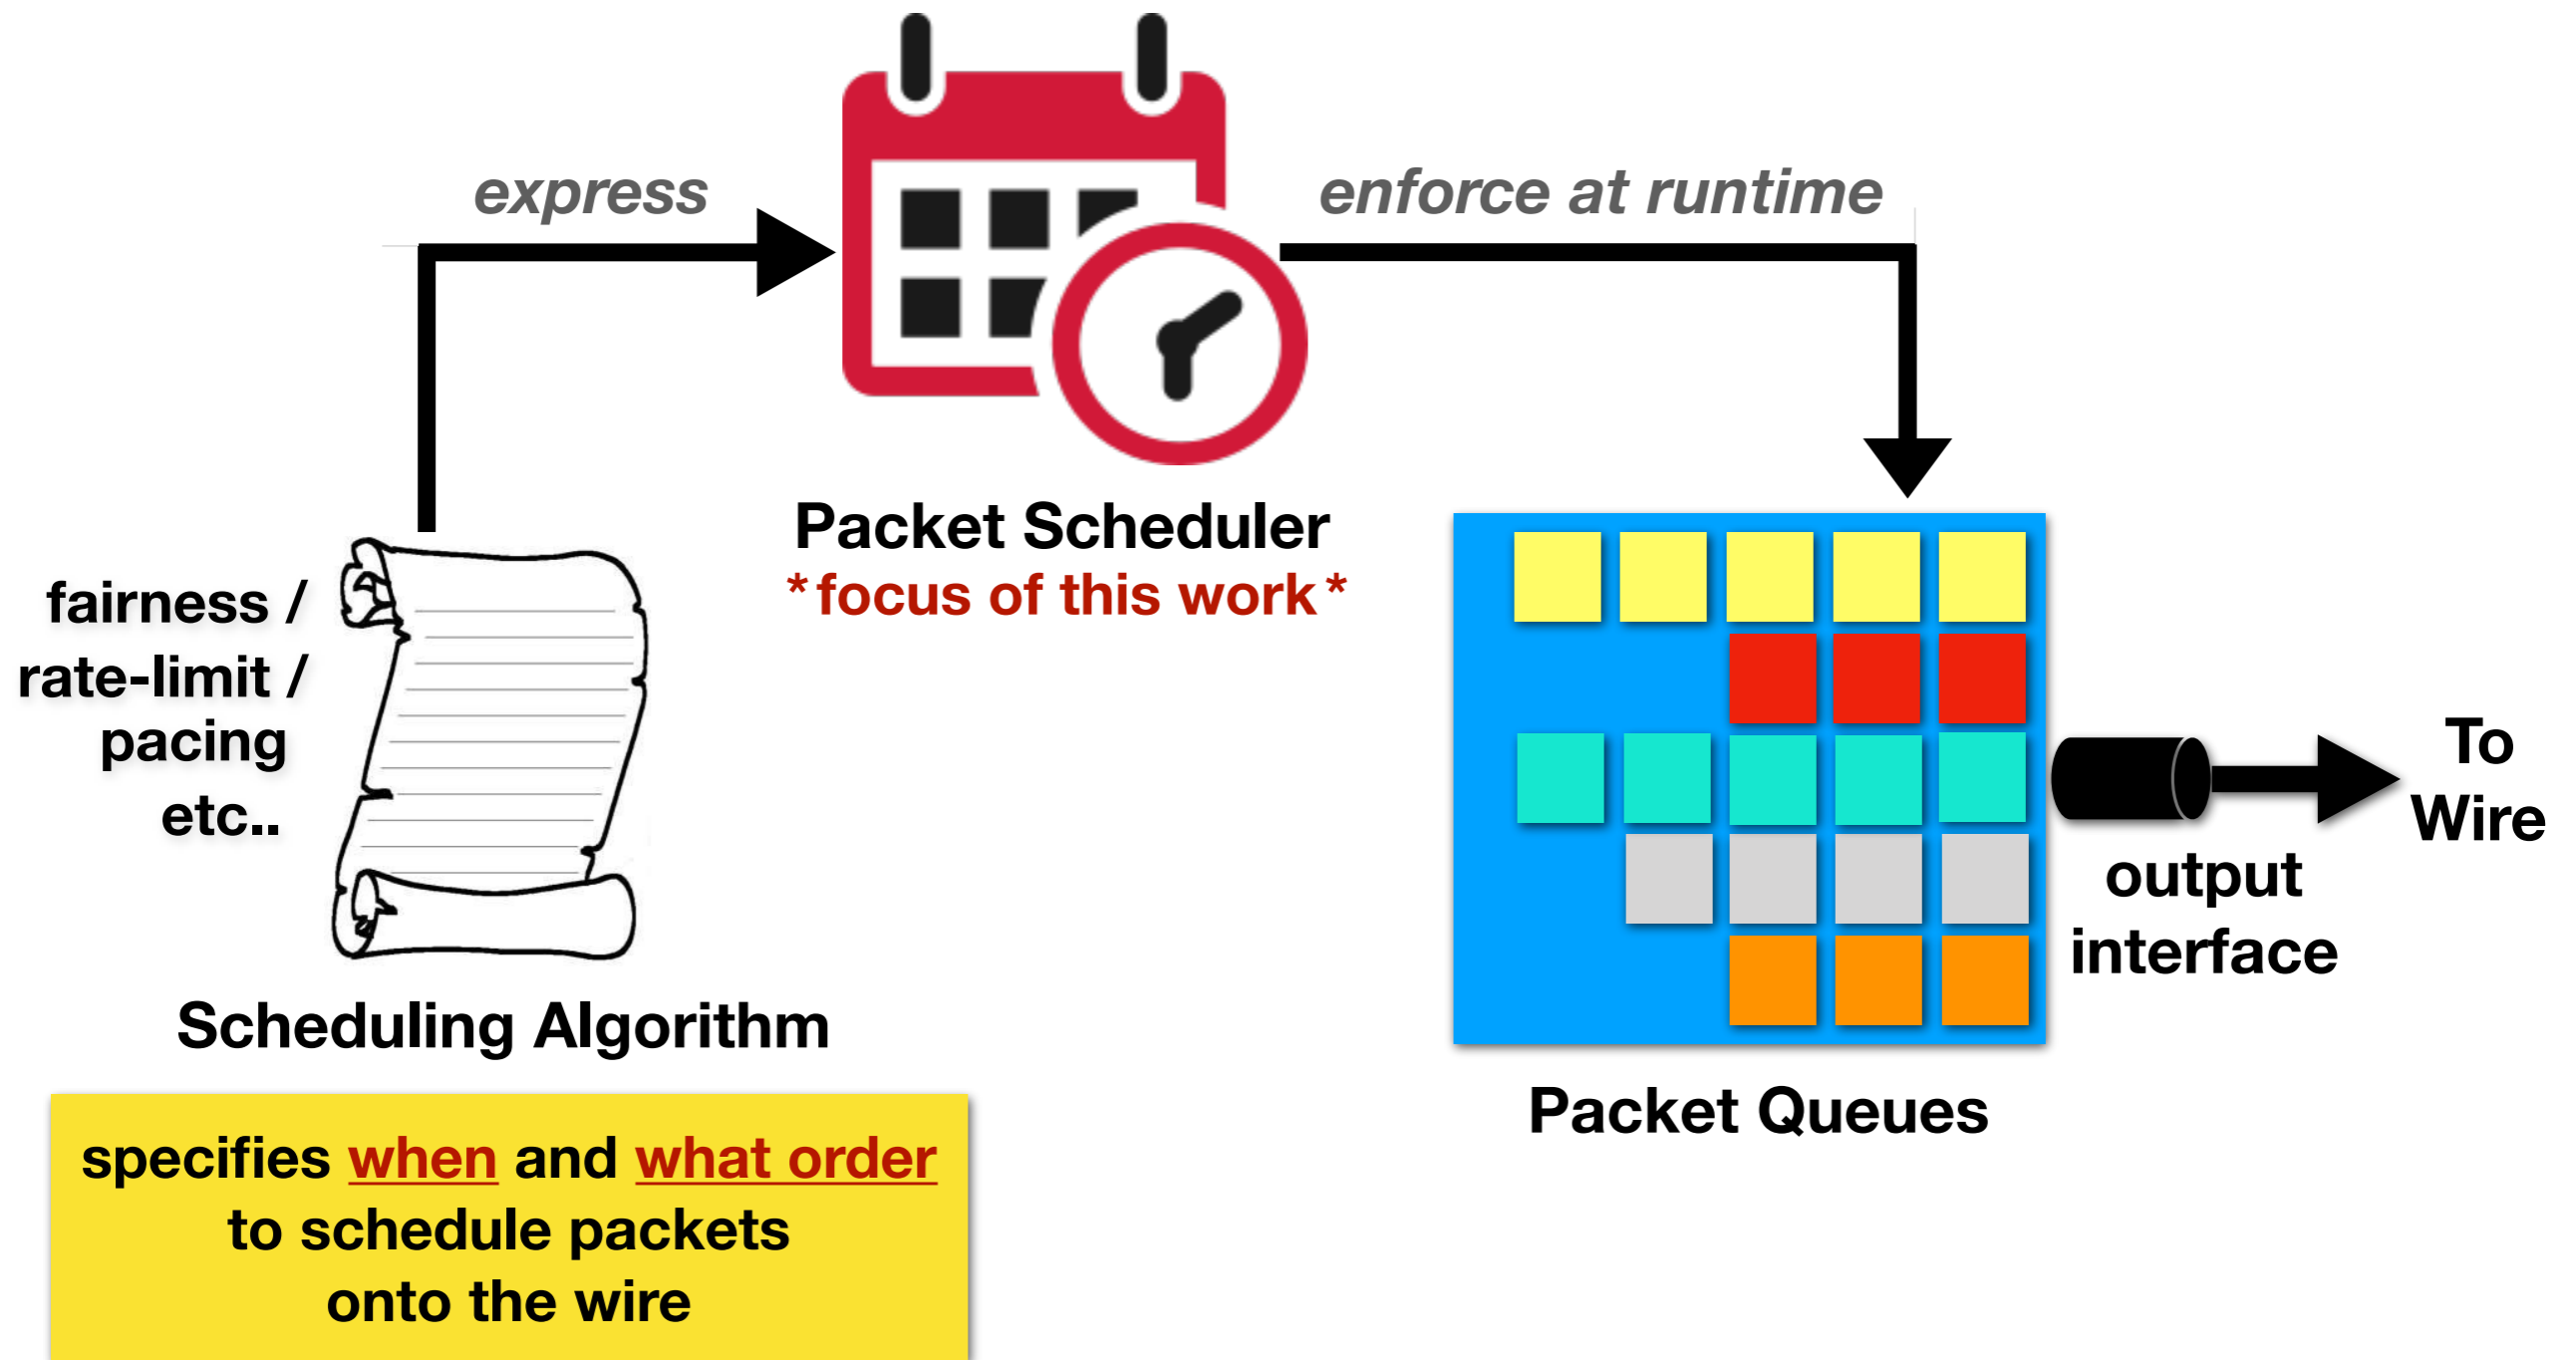 express
enforce at runtime
Packet Scheduler
*focus of this work*
fairness /
rate-limit /
pacing
etc..
Scheduling Algorithm
specifies when and what order
to schedule packets
onto the wire
Packet Queues
output
interface
To
Wire